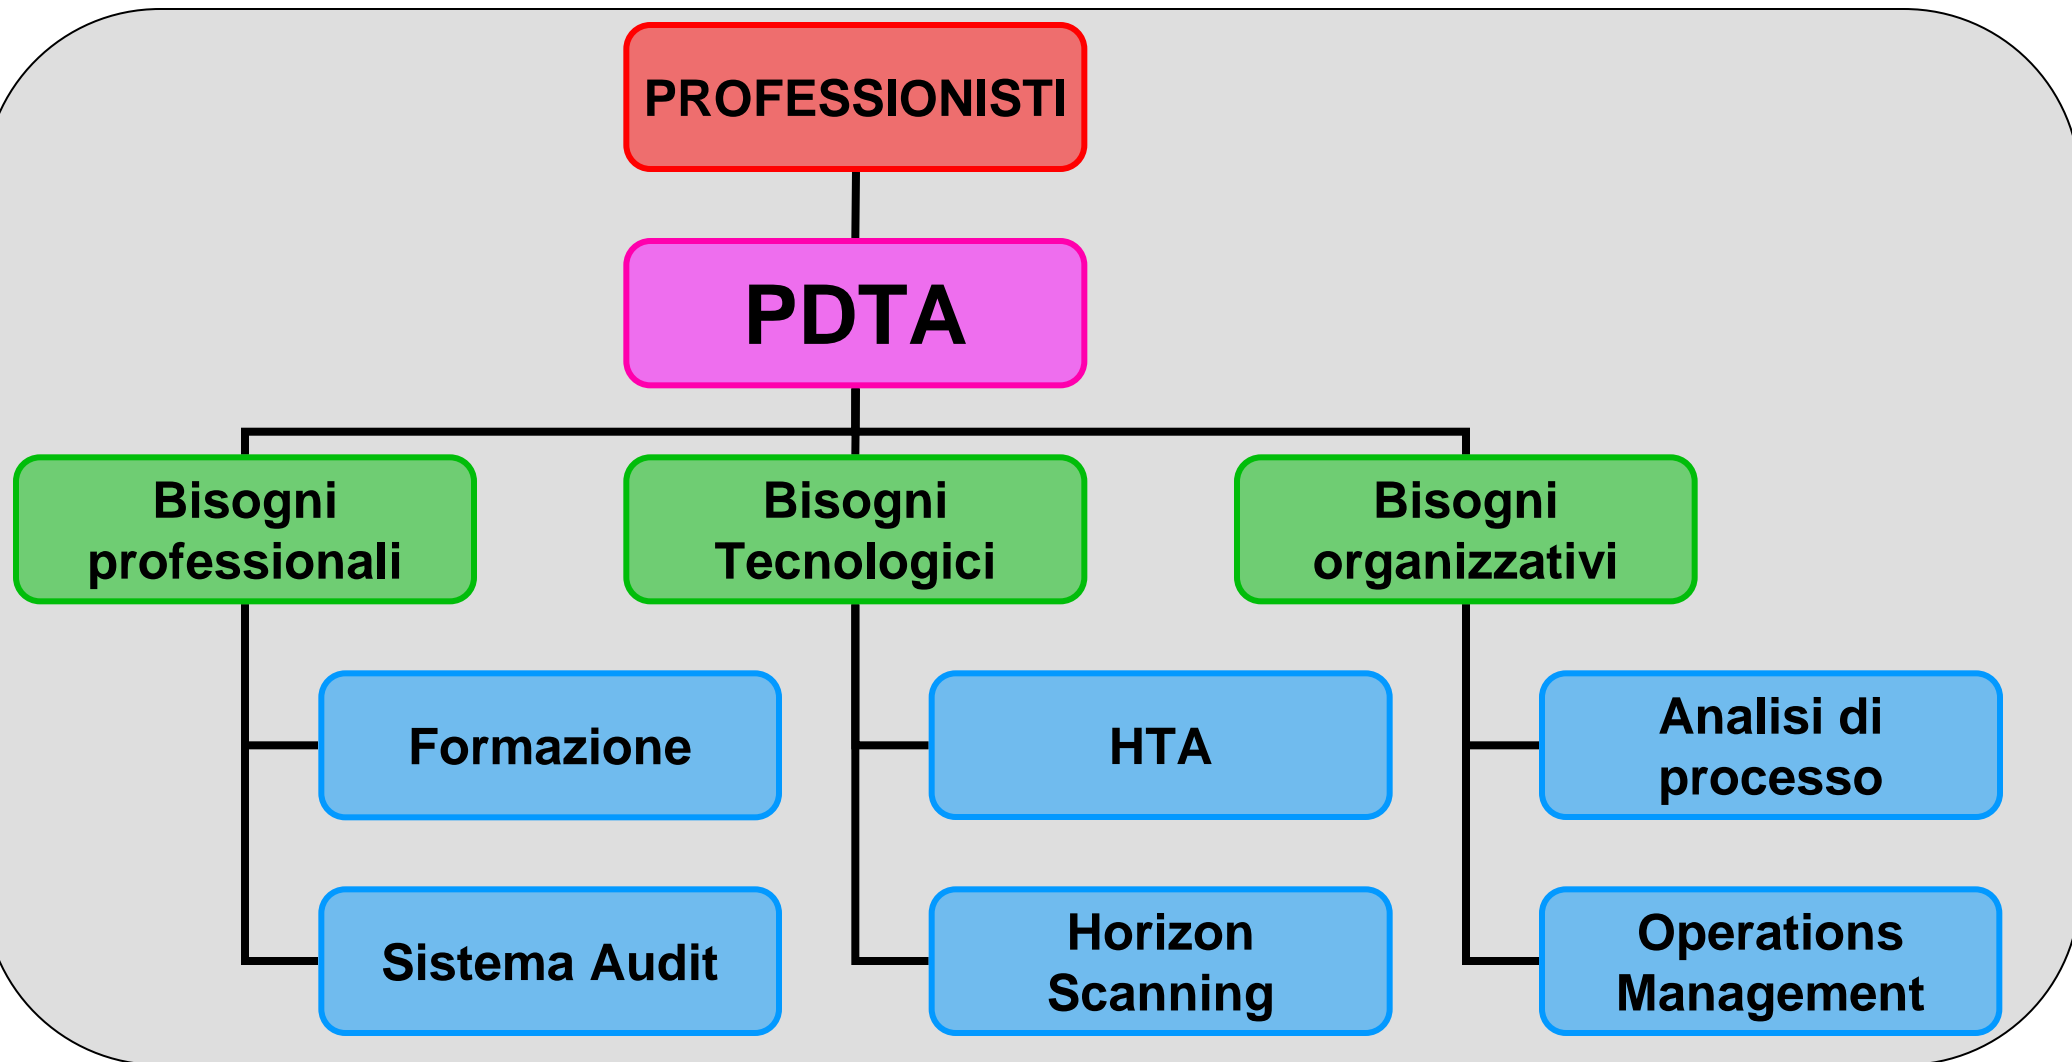 PROFESSIONISTI
PDTA
Bisogni
professionali
Bisogni
Tecnologici
Bisogni
organizzativi
Formazione
HTA
Analisi di
processo
Sistema Audit
Horizon
Scanning
Operations
Management